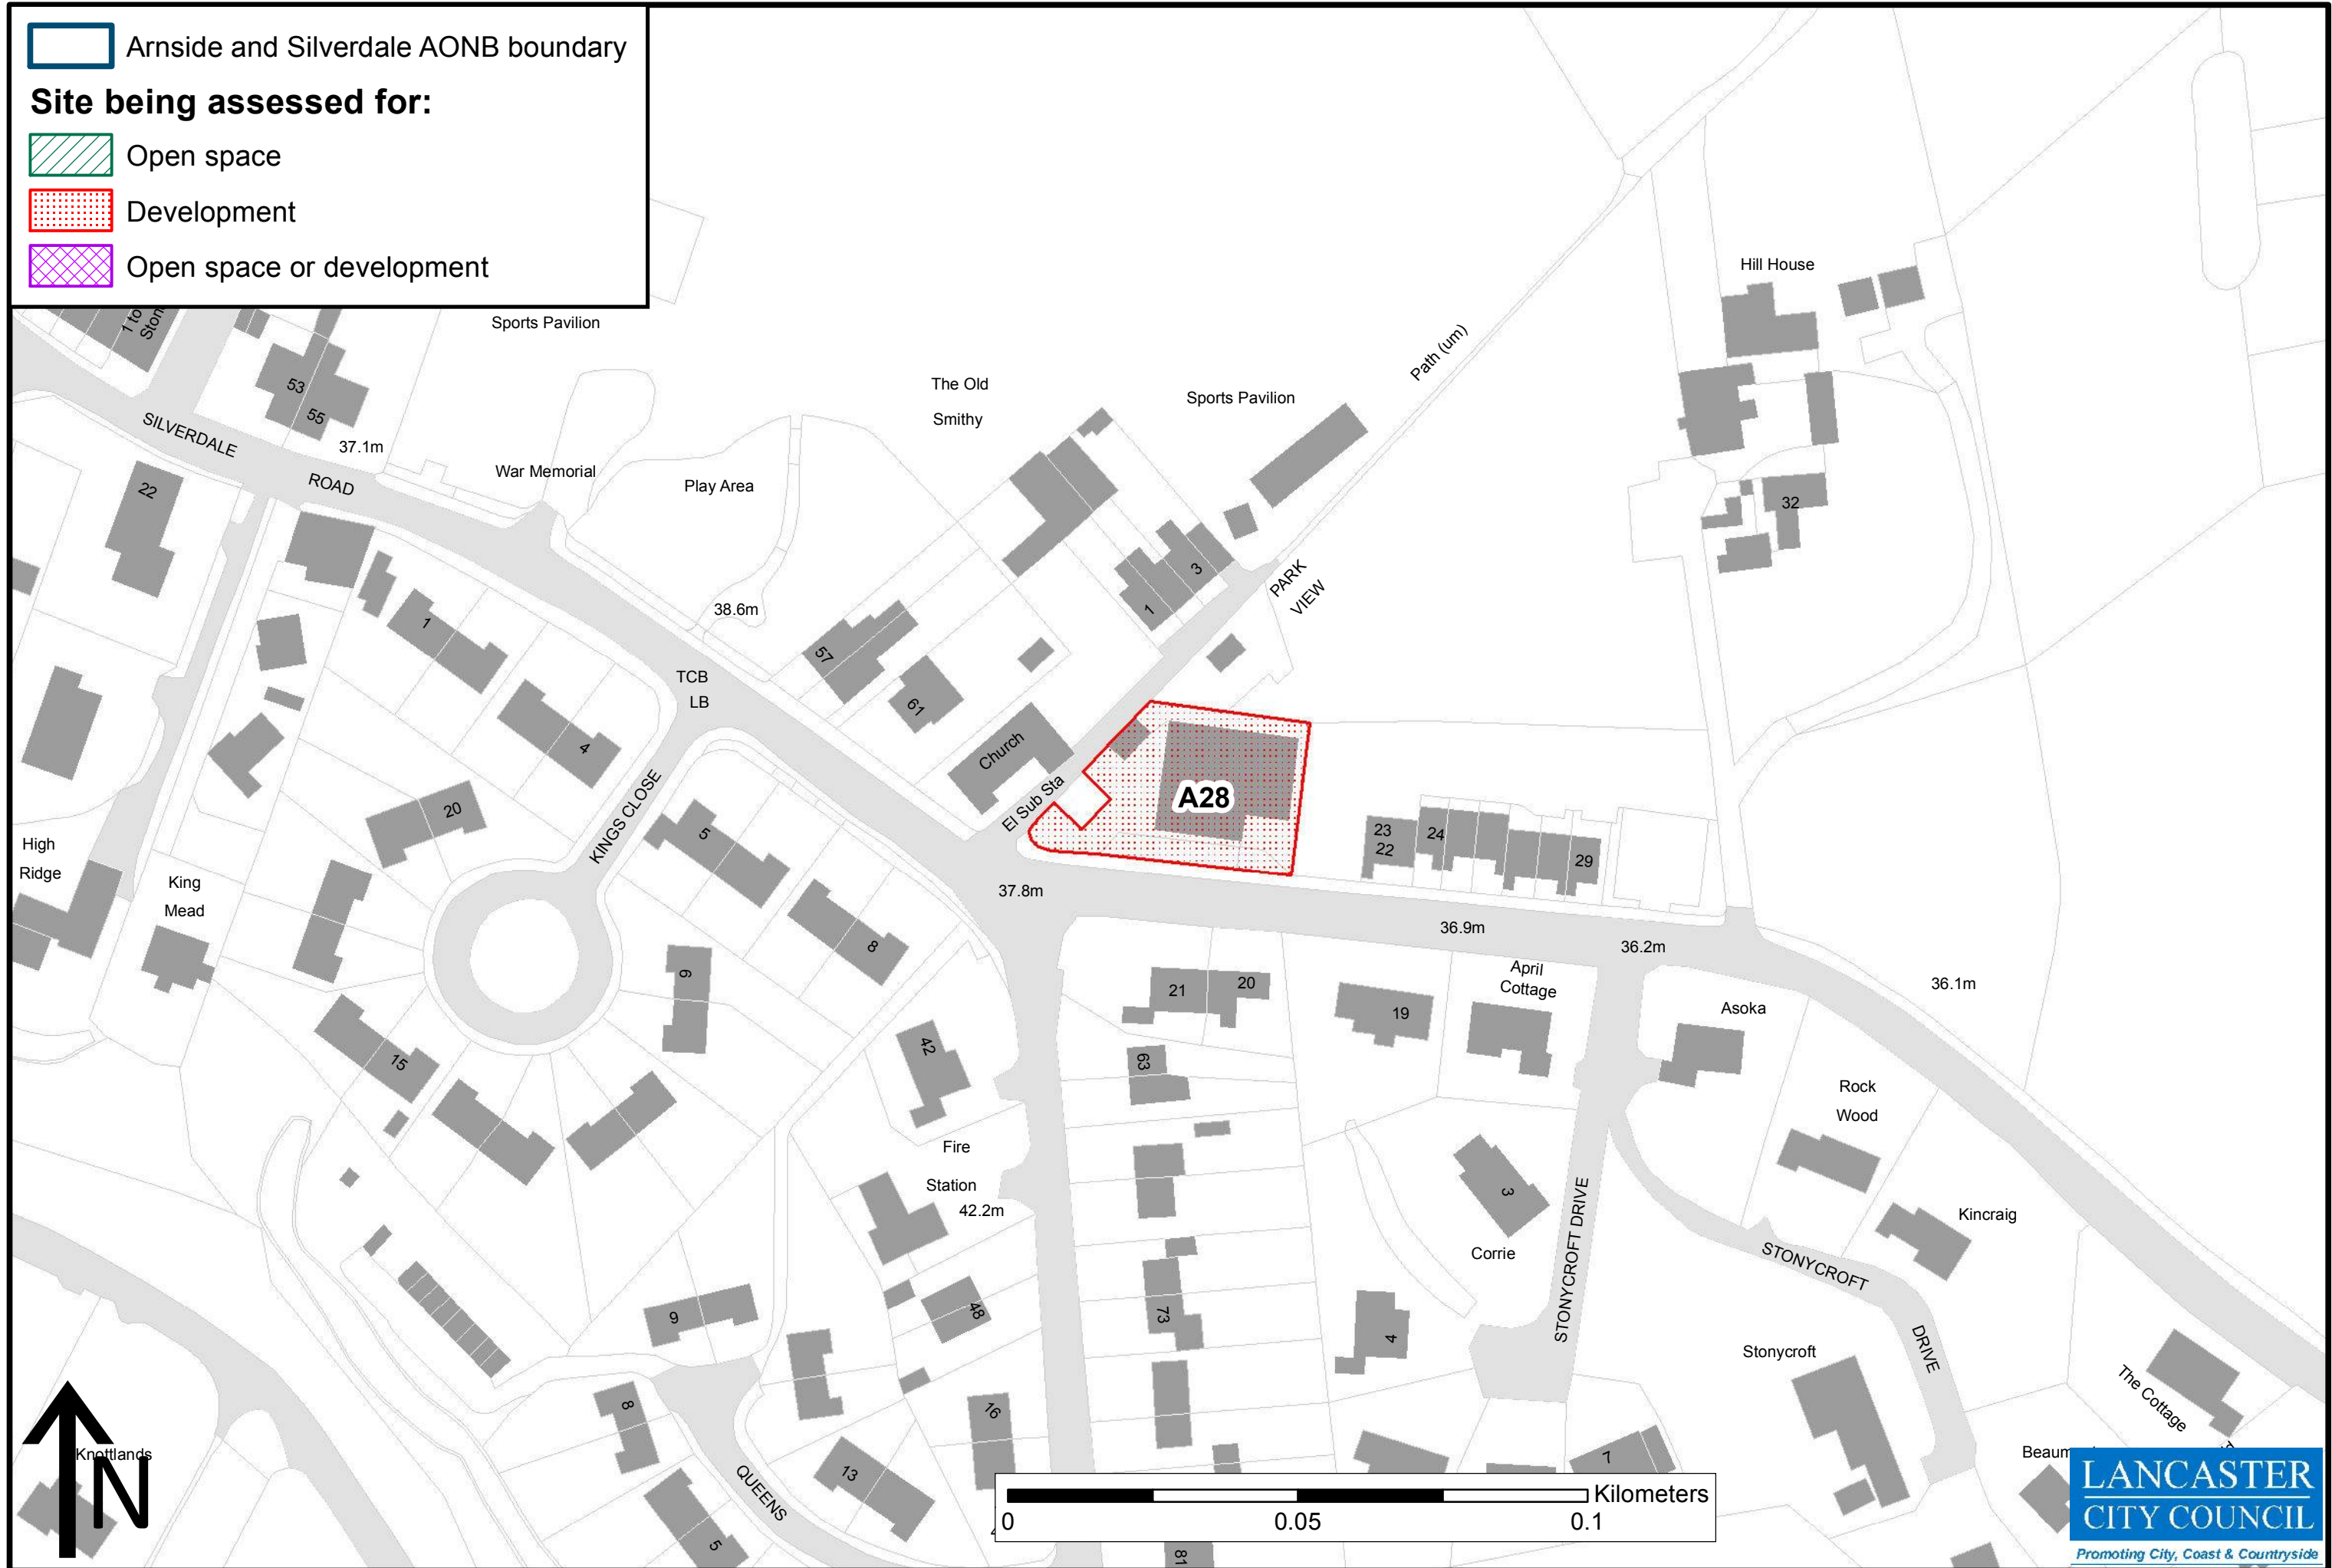 Arnside and Silverdale AONB boundary
Site being assessed for:
Open space
Development
Open space or development
1 to
Sports Pavilion
53
55
SILVERDALE
ROAD
37.1m
War Memorial
Play Area
The Old
Smithy
Sports Pavilion
Path (um)
Hill House
32
22
1
4
38.6m
TCB
LB
57
61
Church
El Sub Sta
1
3
PARK
VIEW
A28
23
22
24
29
20
KINGS CLOSE
5
8
High
Ridge
King
Mead
37.8m
36.9m
36.2m
36.1m
9
15
42
21
20
63
19
April
Cottage
Asoka
Rock
Wood
Kincraig
Fire
Station
42.2m
3
Corrie
STONYCROFT DRIVE
STONYCROFT
DRIVE
48
73
4
9
8
16
13
5
QUEENS
7
Stonycroft
The Cottage
Knottlands
N
Kilometers
0
0.05
0.1
81
LANCASTER
CITY COUNCIL
Promoting City, Coast & Countryside